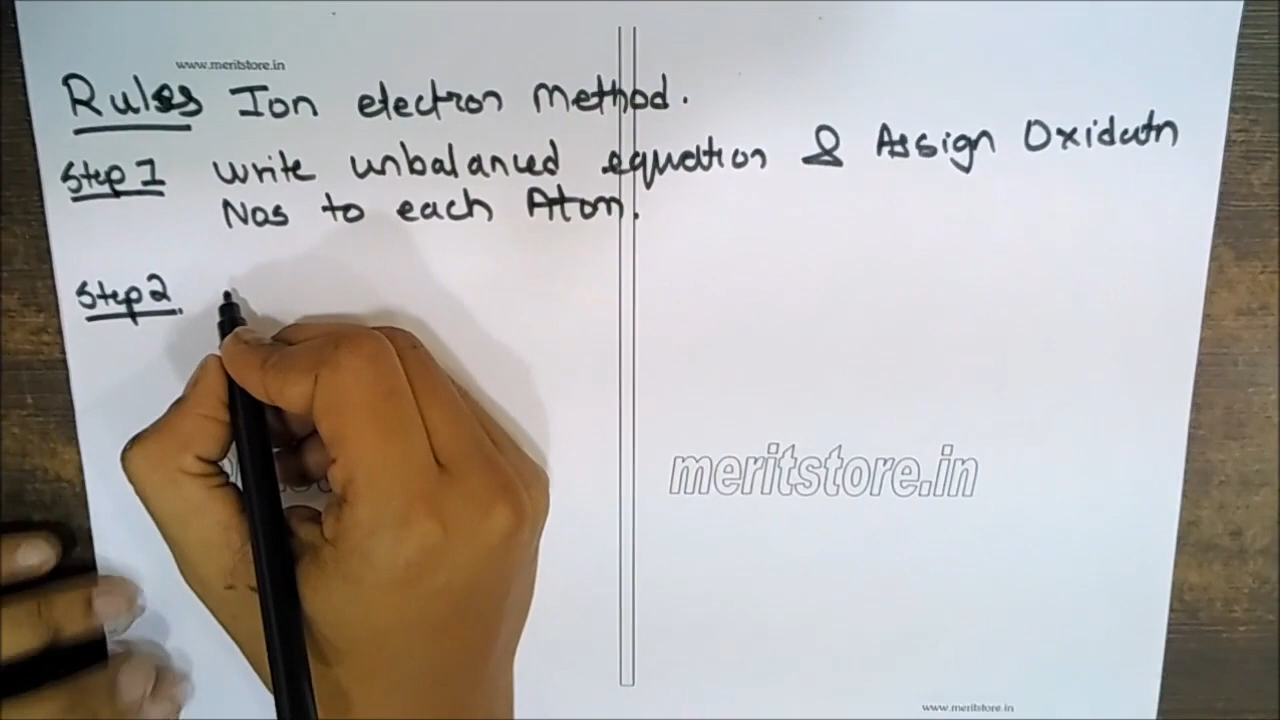 www.meritstore.in
Rules Ion electron method.
Step 1 Write unbalanced equation & Assign Oxidatn
Nos to each Atom.
Step 2
meritstore.in
www.meritstore.in